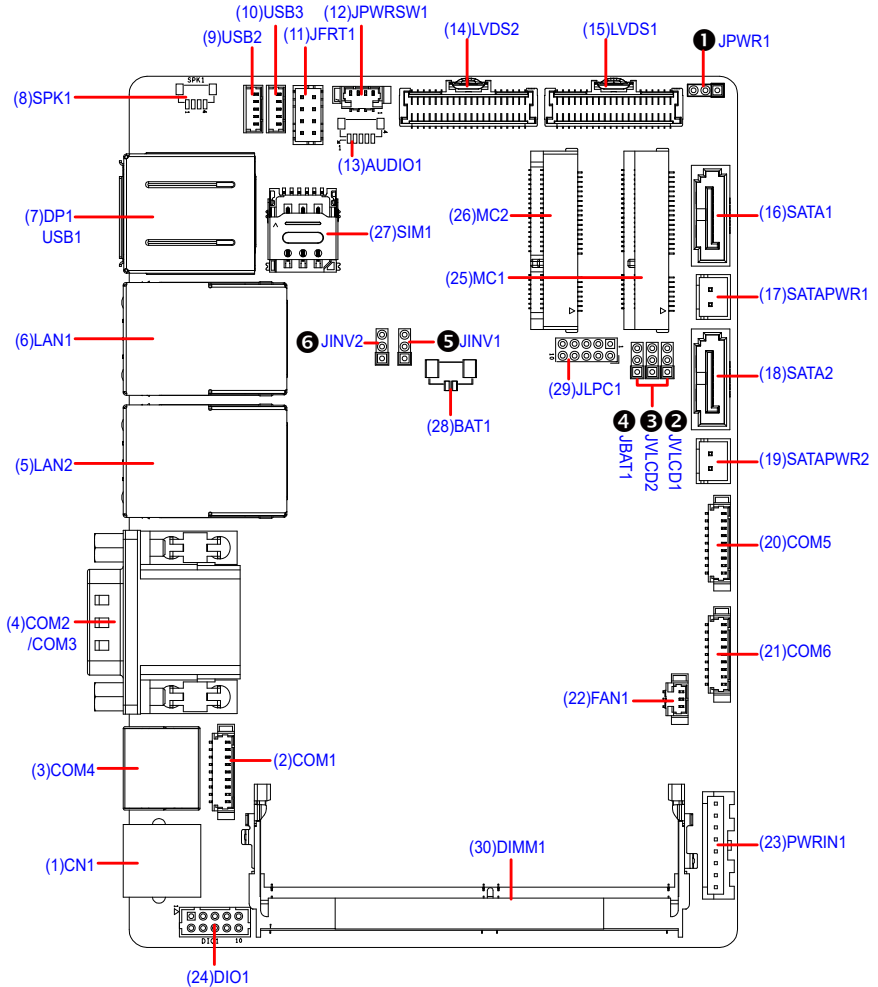 (10)USB3
(12)JPWRSW1
(14)LVDS2
(15)LVDS1
(9)USB2
(11)JFRT1
❶ JPWR1
SPK1
(8)SPK1
(13)AUDIO1
(7)DP1
USB1
(27)SIM1
(26)MC2
(16)SATA1
(25)MC1
(17)SATAPWR1
(6)LAN1
❻ JINV2
❺ JINV1
(29)JLPC1
(18)SATA2
(28)BAT1
❹ JBAT1
❸ JVLCD2
❷ JVLCD1
(5)LAN2
(19)SATAPWR2
(20)COM5
(4)COM2
/COM3
(21)COM6
(22)FAN1
(3)COM4
(2)COM1
(1)CN1
(30)DIMM1
(23)PWRIN1
DIO1 10
(24)DIO1